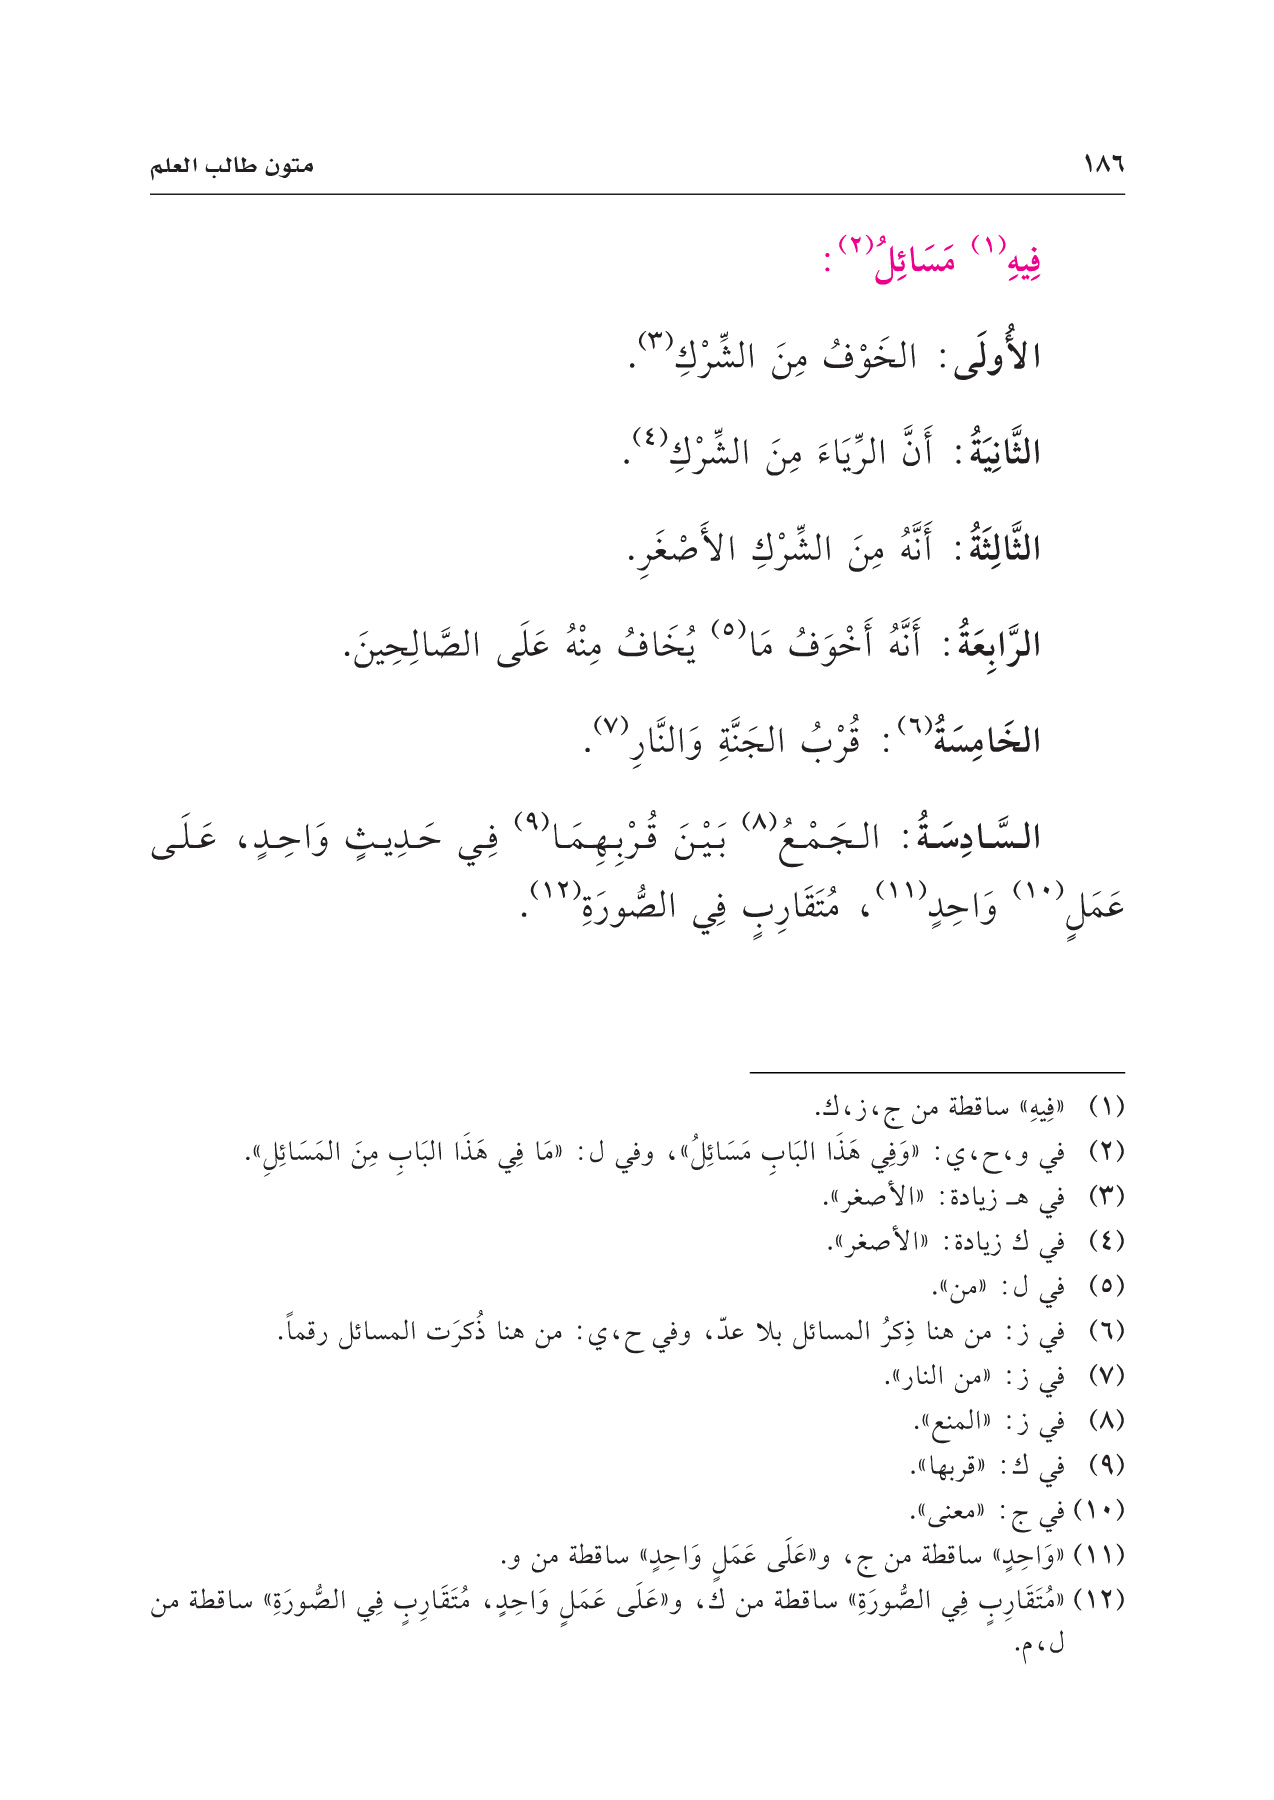 ١٨٦ متون طالب العلم
فِيهِ(١) مَسَائِلُ(٢):
الأُولَى: الخَوْفُ مِنَ الشِّرْكِ(٣).
الثَّانِيَةُ: أَنَّ الرِّيَاءَ مِنَ الشِّرْكِ(٤).
الثَّالِثَةُ: أَنَّهُ مِنَ الشِّرْكِ الأَصْغَرِ.
الرَّابِعَةُ: أَنَّهُ أَخْوَفُ مَا(٥) يُخَافُ مِنْهُ عَلَى الصَّالِحِينَ.
الخَامِسَةُ(٦): قُرْبُ الجَنَّةِ وَالنَّارِ(٧).
السَّادِسَةُ: الجَمْعُ(٨) بَيْنَ قُرْبِهِمَا(٩) فِي حَدِيثٍ وَاحِدٍ، عَلَى
عَمَلٍ(١٠) وَاحِدٍ(١١)، مُتَقَارِبٍ فِي الصُّورَةِ(١٢).
(١) «فِيهِ» ساقطة من ج،ز،ك.
(٢) في و،ح،ي: «وَفِي هَذَا البَابِ مَسَائِلُ»، وفي ل: «مَا فِي هَذَا البَابِ مِنَ المَسَائِلِ».
(٣) في هـ زيادة: «الأصغر».
(٤) في ك زيادة: «الأصغر».
(٥) في ل: «من».
(٦) في ز: من هنا ذِكرُ المسائل بلا عدّ، وفي ح،ي: من هنا ذُكرَت المسائل رقماً.
(٧) في ز: «من النار».
(٨) في ز: «المنع».
(٩) في ك: «قربها».
(١٠) في ج: «معنى».
(١١) «وَاحِدٍ» ساقطة من ج، و«عَلَى عَمَلٍ وَاحِدٍ» ساقطة من و.
(١٢) «مُتَقَارِبٍ فِي الصُّورَةِ» ساقطة من ك، و«عَلَى عَمَلٍ وَاحِدٍ، مُتَقَارِبٍ فِي الصُّورَةِ» ساقطة من
ل،م.